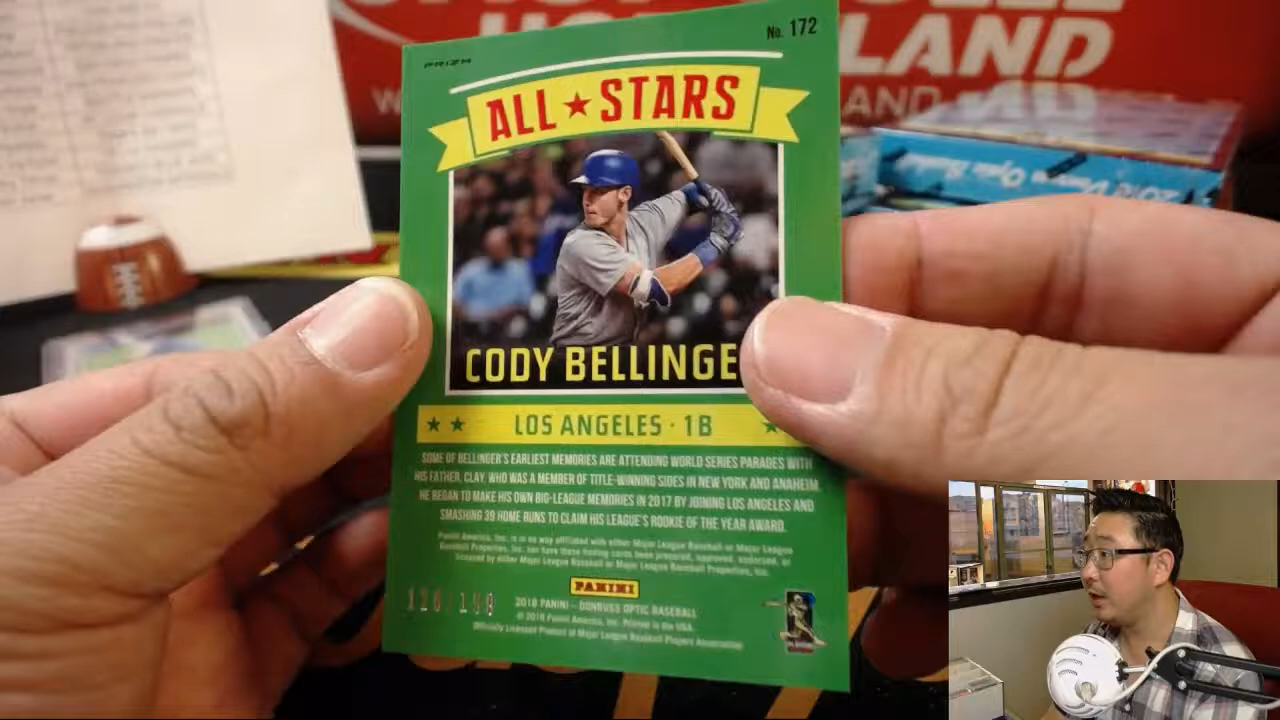 LAND
No. 172
PRIZM
ALL ★ STARS
CODY BELLINGE
LOS ANGELES · 1B
SOME OF BELLINGER'S EARLIEST MEMORIES ARE ATTENDING WORLD SERIES PARADES WITH
HIS FATHER, CLAY, WHO WAS A MEMBER OF TITLE-WINNING SIDES IN NEW YORK AND ANAHEIM.
HE BEGAN TO MAKE HIS OWN BIG-LEAGUE MEMORIES IN 2017 BY JOINING LOS ANGELES AND
SMASHING 39 HOME RUNS TO CLAIM HIS LEAGUE'S ROOKIE OF THE YEAR AWARD.
Panini America, Inc. is in no way affiliated with either Major League Baseball or Major League
Baseball Properties, Inc. nor have these trading cards been prepared, approved, endorsed, or
licensed by either Major League Baseball or Major League Baseball Properties, Inc.
PANINI
2018 PANINI – DONRUSS OPTIC BASEBALL
© 2018 Panini America, Inc. Printed in the USA.
Officially Licensed Product of Major League Baseball Players Association